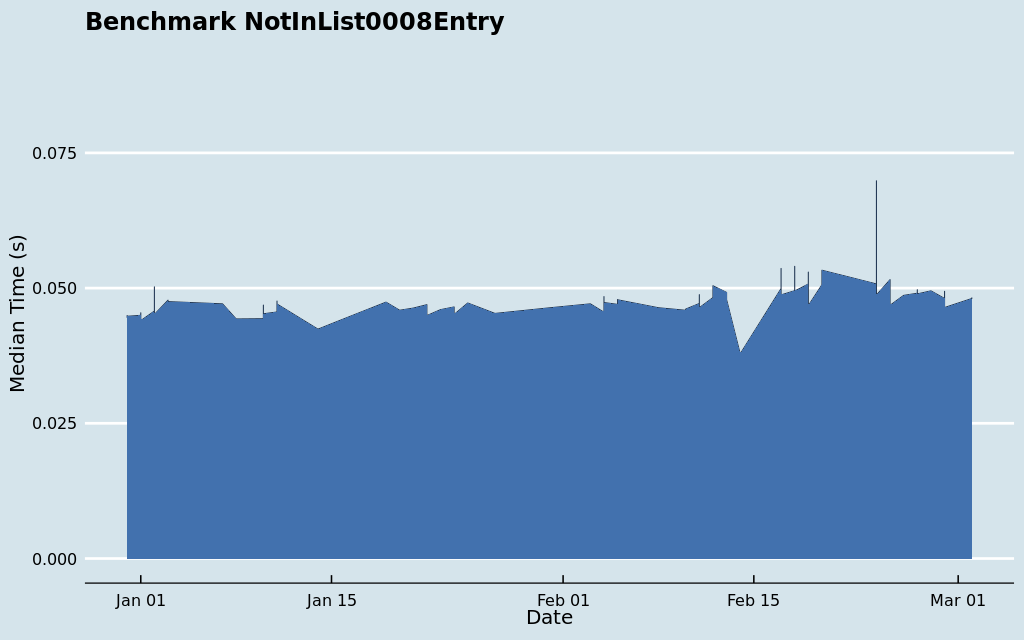 Benchmark NotInList0008Entry
0.075
0.050
0.025
0.000
Median Time (s)
Jan 01
Jan 15
Feb 01
Feb 15
Mar 01
Date